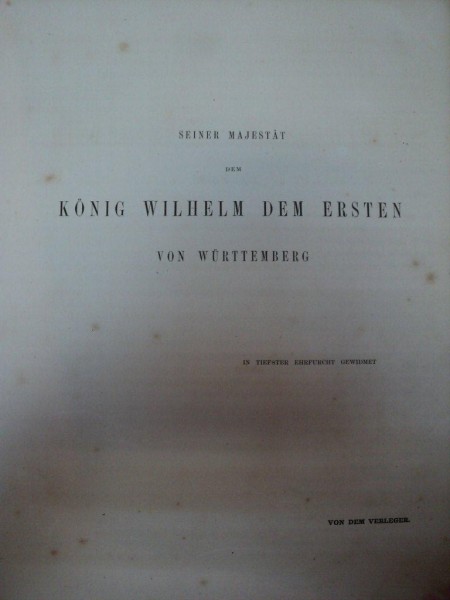 SEINER MAJESTÄT
DEM
KÖNIG WILHELM DEM ERSTEN
VON WÜRTTEMBERG
IN TIEFSTER EHRFURCHT GEWIDMET
VON DEM VERLEGER.